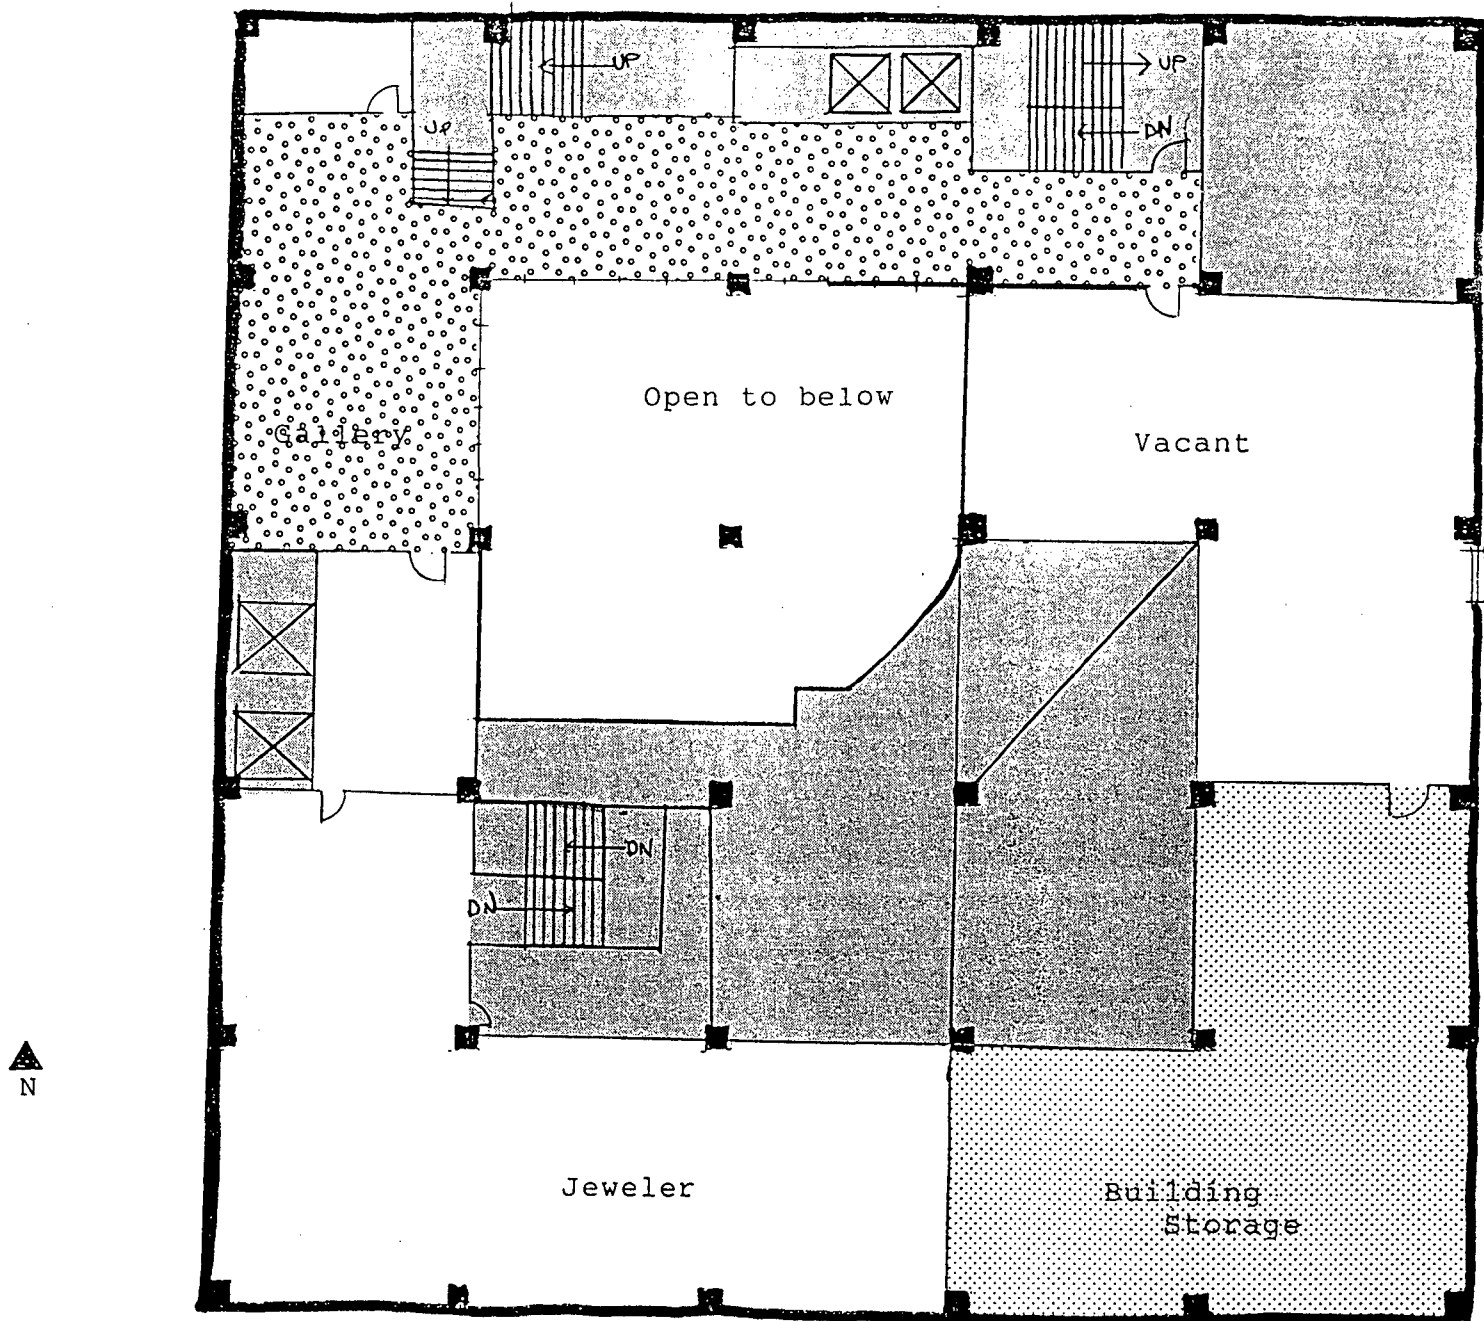 UP
UP
UP
DN
Open to below
Gallery
Vacant
DN
DN
N
Jeweler
Building
Storage